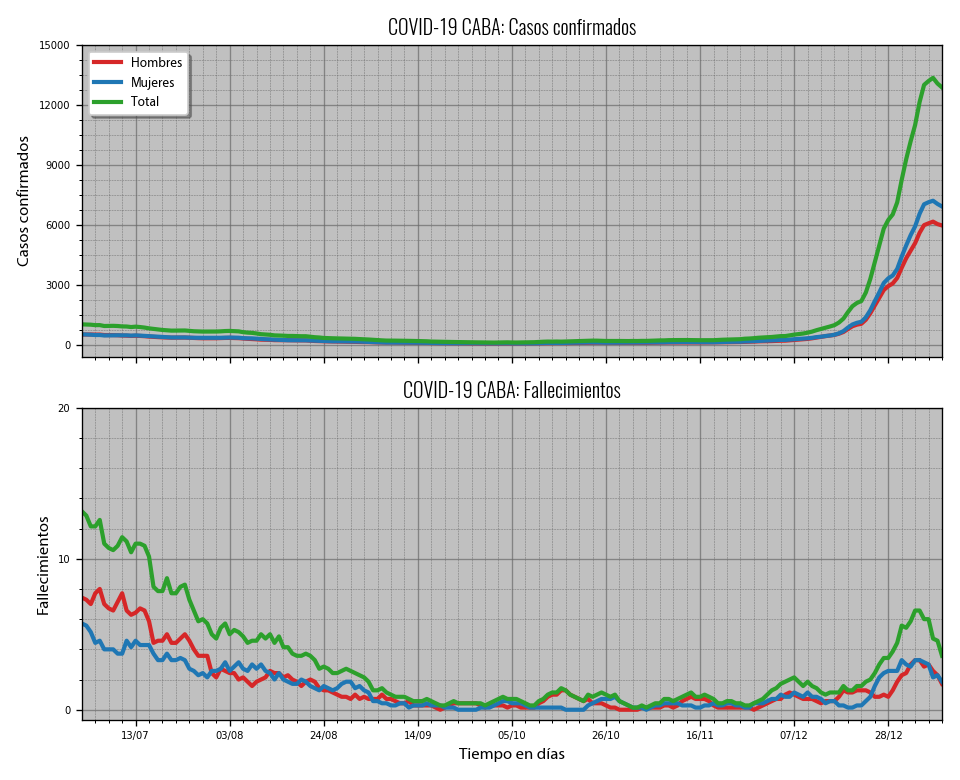 COVID-19 CABA: Casos confirmados
15000
12000
9000
6000
3000
0
Casos confirmados
Hombres
Mujeres
Total
COVID-19 CABA: Fallecimientos
20
10
0
Fallecimientos
13/07 03/08 24/08 14/09 05/10 26/10 16/11 07/12 28/12
Tiempo en días